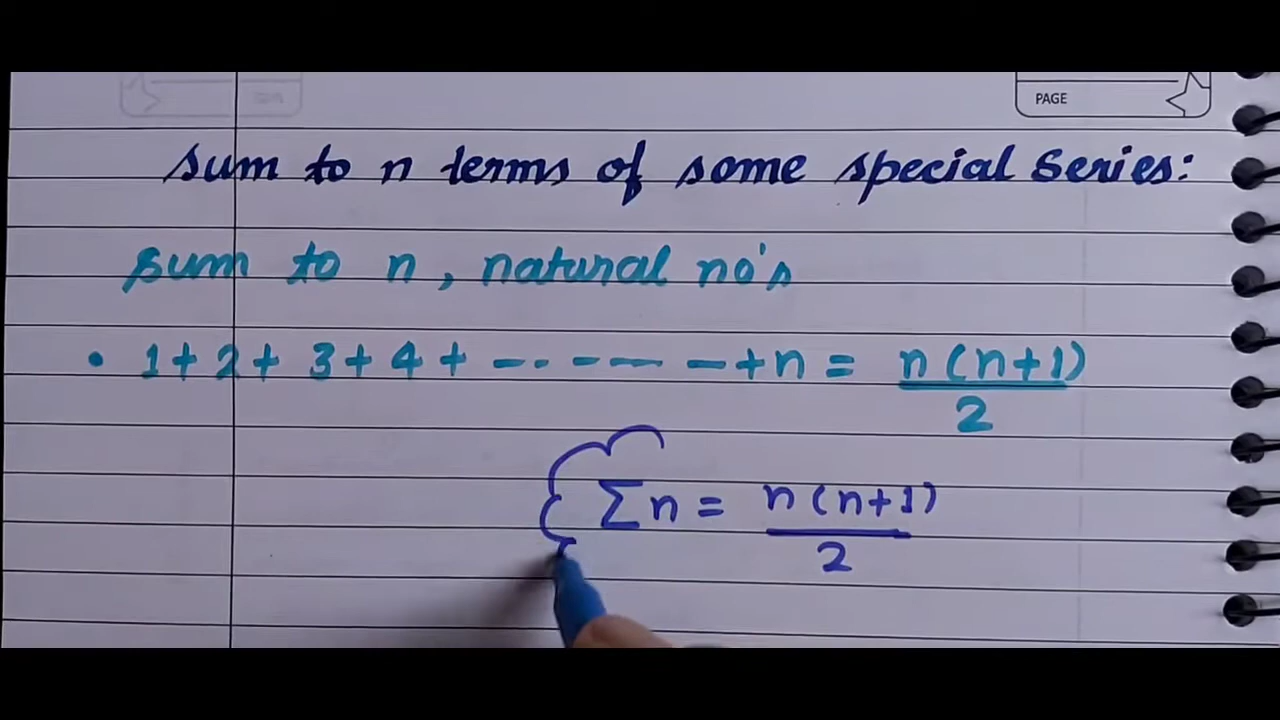 PAGE
sum to n terms of some special series:
sum to n, natural no's
• 1+2+3+4+ -------+n = n(n+1)/2
Σn = n(n+1)/2